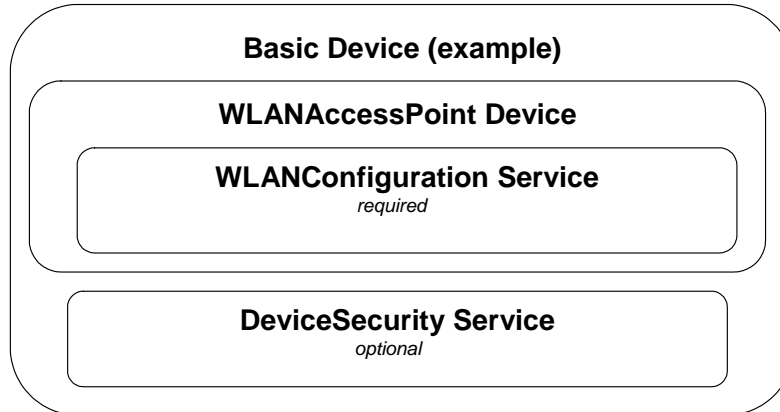 Basic Device (example)
WLANAccessPoint Device
WLANConfiguration Service
required
DeviceSecurity Service
optional